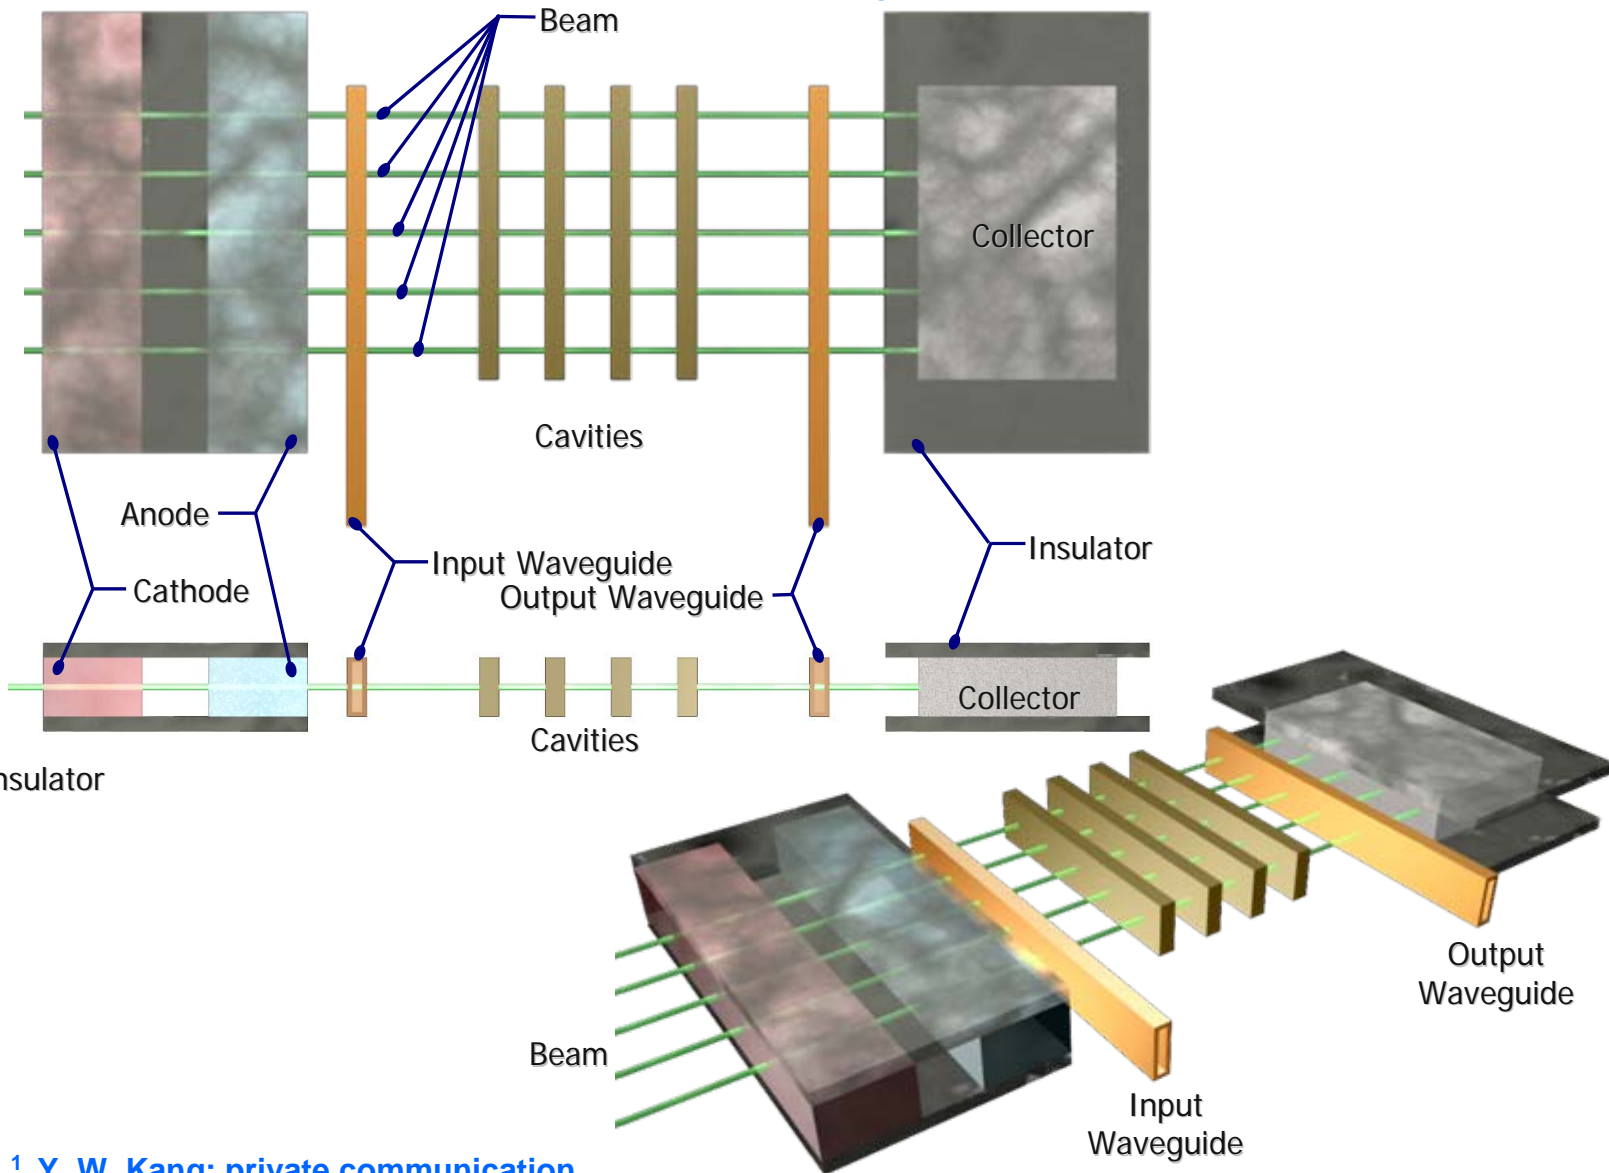 Beam
Collector
Cavities
Anode
Input Waveguide
Insulator
Cathode
Output Waveguide
Collector
Cavities
nsulator
Output
Waveguide
Beam
Input
Waveguide
1 Y. W. Kang: private communication